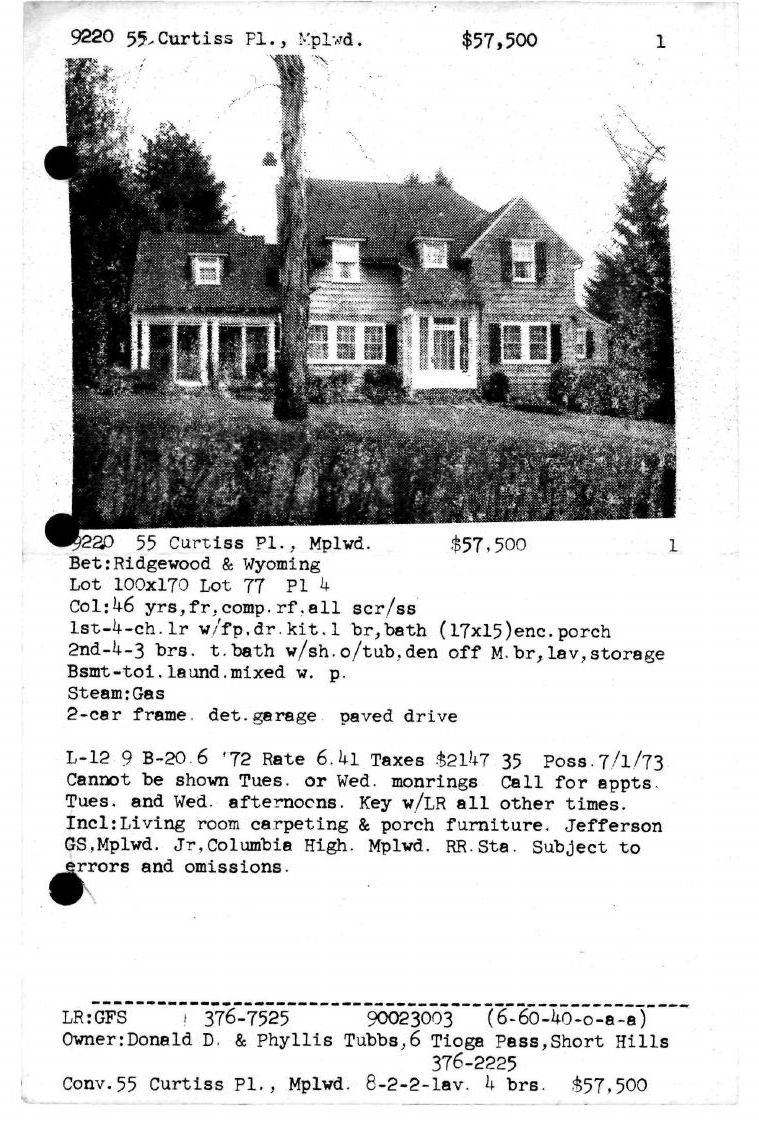 9220 55 Curtiss Pl., Mplwd. $57,500 1
9220 55 Curtiss Pl., Mplwd. $57,500 1
Bet:Ridgewood & Wyoming
Lot 100x170 Lot 77 Pl 4
Col:46 yrs,fr,comp.rf.all scr/ss
1st-4-ch.lr w/fp,dr.kit.1 br,bath (17x15)enc.porch
2nd-4-3 brs. t.bath w/sh.o/tub,den off M.br,lav,storage
Bsmt-toi.laund.mixed w. p.
Steam:Gas
2-car frame. det.garage paved drive
L-12 9 B-20.6 '72 Rate 6.41 Taxes $2147 35 Poss.7/1/73
Cannot be shown Tues. or Wed. monrings Call for appts.
Tues. and Wed. afternoons. Key w/LR all other times.
Incl:Living room carpeting & porch furniture. Jefferson
GS,Mplwd. Jr,Columbia High. Mplwd. RR.Sta. Subject to
errors and omissions.
LR:GFS 376-7525 90023003 (6-60-40-o-a-a)
Owner:Donald D. & Phyllis Tubbs,6 Tioga Pass,Short Hills
376-2225
Conv.55 Curtiss Pl., Mplwd. 8-2-2-lav. 4 brs. $57,500